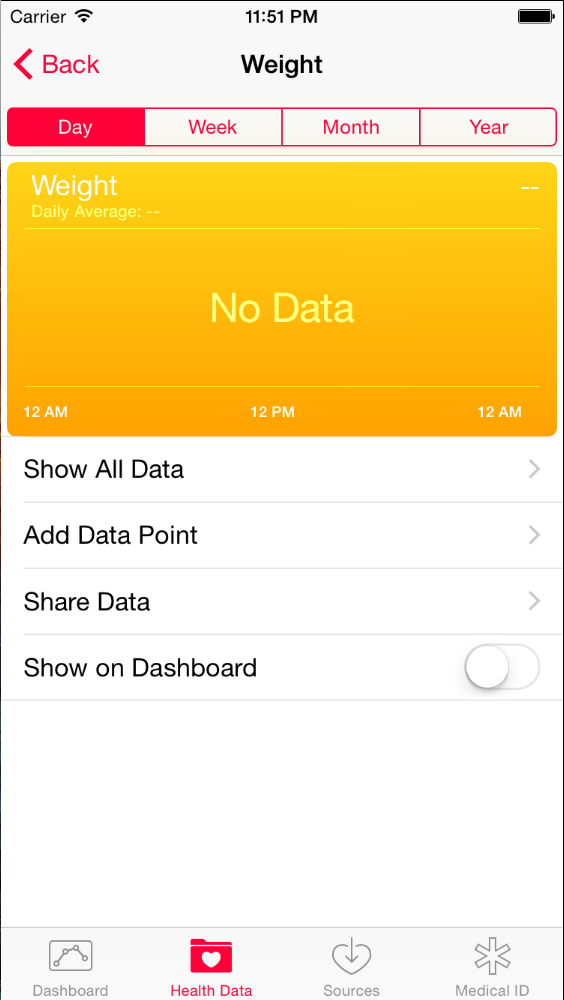 Carrier 11:51 PM
Back Weight
Day Week Month Year
Weight --
Daily Average: --
No Data
12 AM 12 PM 12 AM
Show All Data
Add Data Point
Share Data
Show on Dashboard
Dashboard Health Data Sources Medical ID